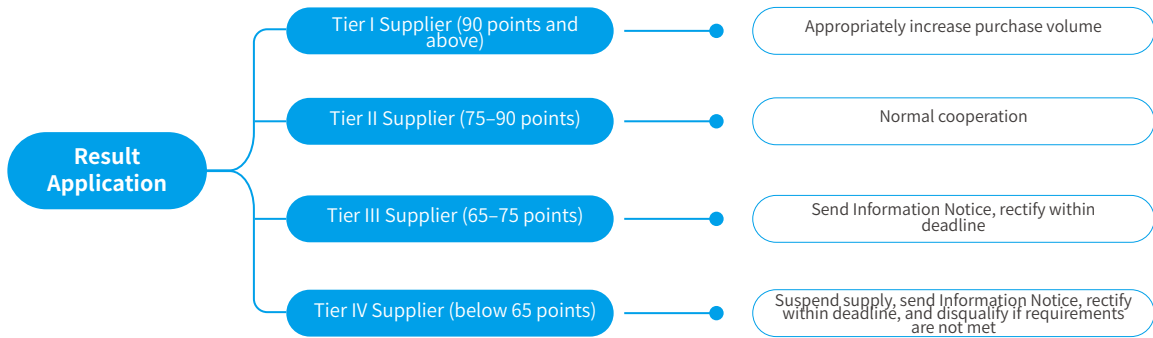 Result
Application
Tier I Supplier (90 points and
above)
Appropriately increase purchase volume
Tier II Supplier (75–90 points)
Normal cooperation
Tier III Supplier (65–75 points)
Send Information Notice, rectify within
deadline
Tier IV Supplier (below 65 points)
Suspend supply, send Information Notice, rectify
within deadline, and disqualify if requirements
are not met